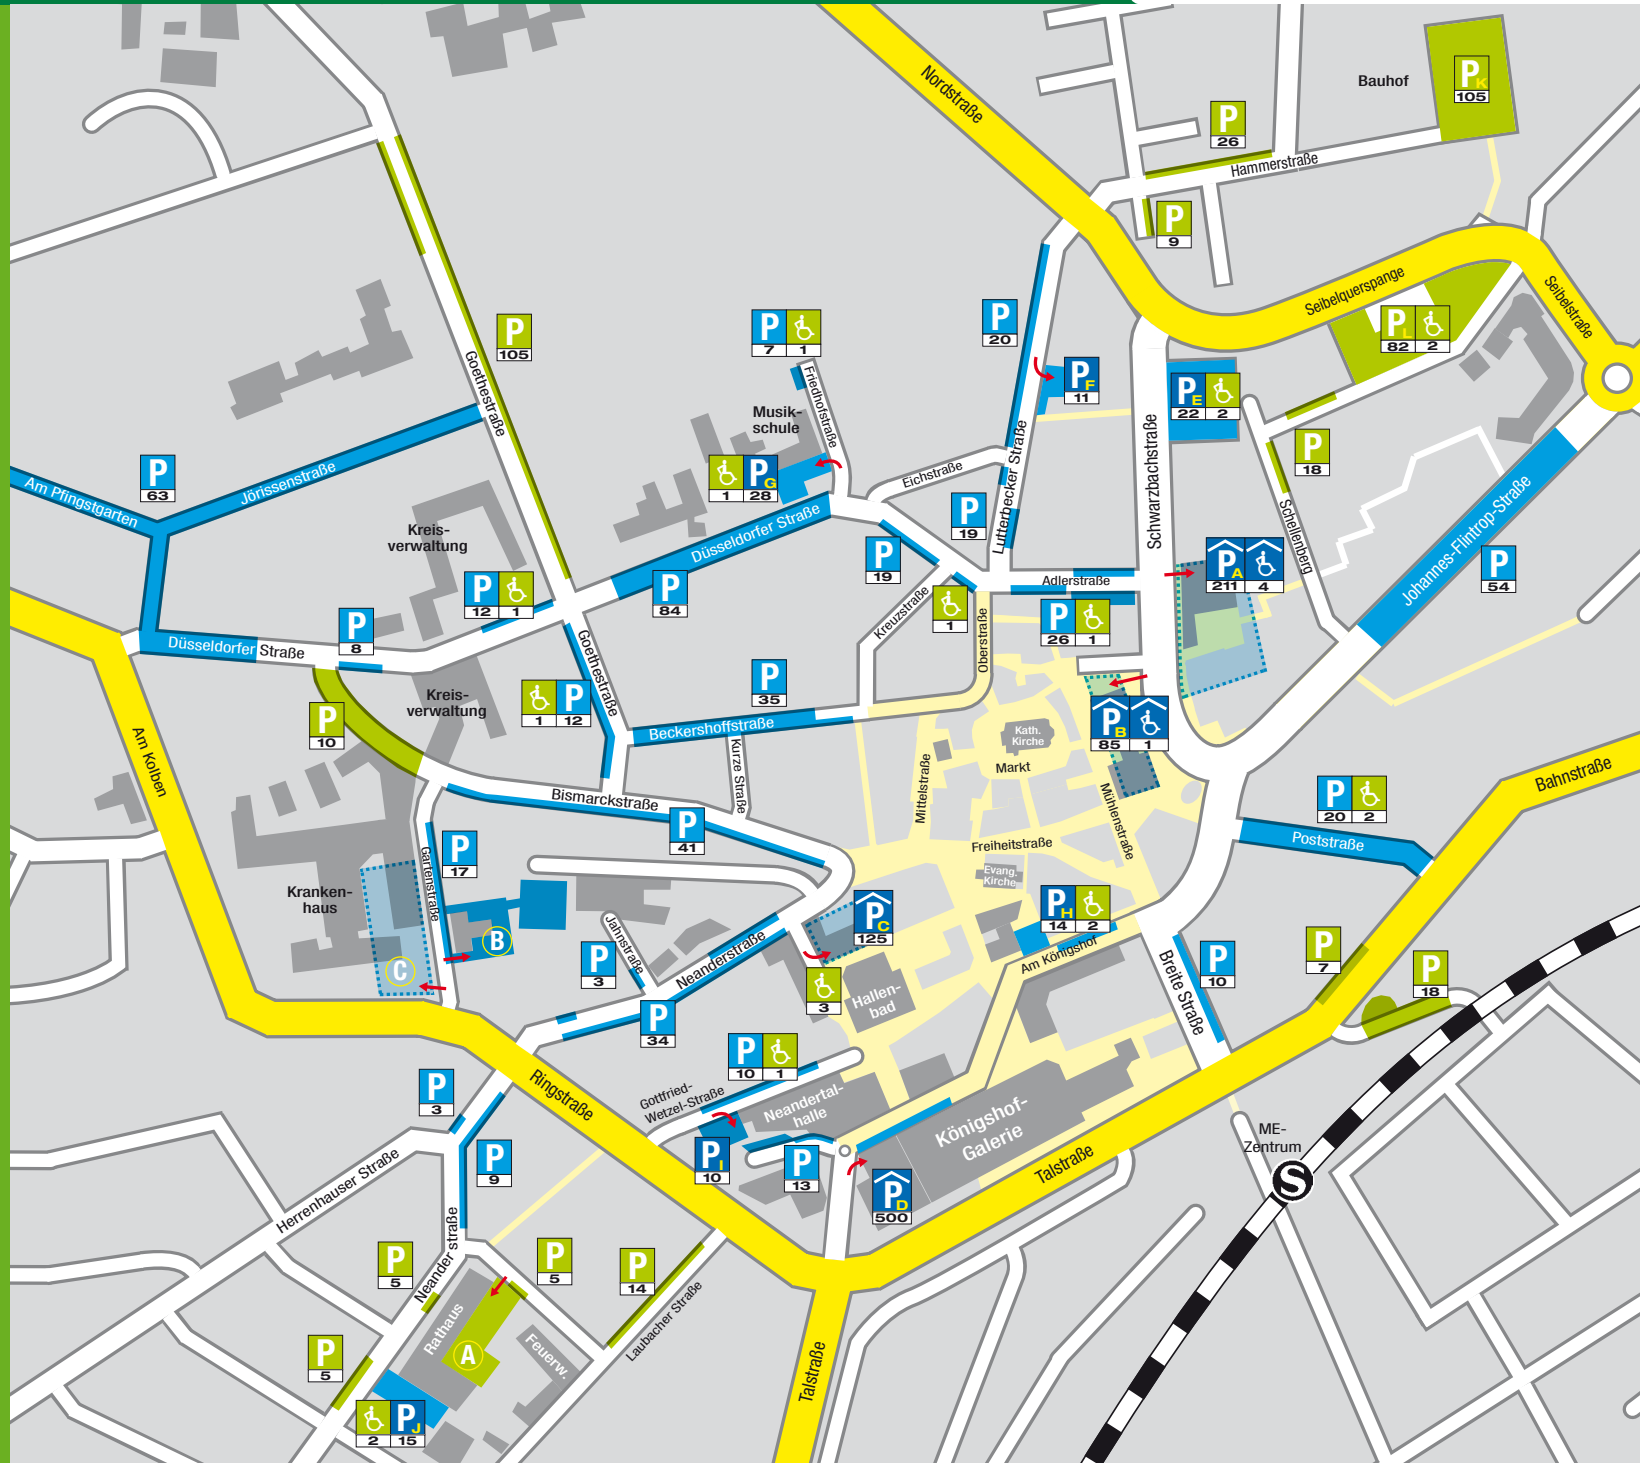 Nordstraße
Bauhof
P K
105
P
26
Hammerstraße
P
9
Seibelquerspange
Seibelstraße
P
20
P
7
1
Friedhofstraße
P
105
Goethestraße
P L
82
2
P F
11
P E
22
2
Musik-
schule
P
18
Schwarzbachstraße
Lutterbecker Straße
Eichstraße
1
P G
28
P
63
Am Pfingstgarten
Jörissenstraße
Düsseldorfer Straße
Kreis-
verwaltung
P
19
P
19
Schellenberg
Johannes-Flintrop-Straße
P
54
P A
211
4
Adlerstraße
P
12
1
P
84
1
P
26
1
Kreuzstraße
Oberstraße
P
8
Düsseldorfer Straße
Goethestraße
P
35
Kreis-
verwaltung
1
P
12
P
10
Beckershoffstraße
Kurze Straße
P B
85
1
Kath.
Kirche
Markt
Mittelstraße
Mühlenstraße
Am Kolben
Bahnstraße
Bismarckstraße
P
41
P
20
2
Poststraße
Freiheitstraße
Evang.
Kirche
P
17
Gartenstraße
Kranken-
haus
P C
125
P H
14
2
B
C
Jahnstraße
P
3
Neanderstraße
3
Hallen-
bad
Am Königshof
Breite Straße
P
10
P
7
P
18
P
34
P
10
1
Gottfried-
Wetzel-Straße
Neandertal-
halle
Königshof-
Galerie
P
3
Ringstraße
P
9
P I
10
P
13
P D
500
Talstraße
ME-
Zentrum
S
Herrenhauser Straße
Neander straße
P
5
P
5
P
14
Laubacher Straße
Rathaus
A
Feuerw.
P
5
2
P J
15
Talstraße